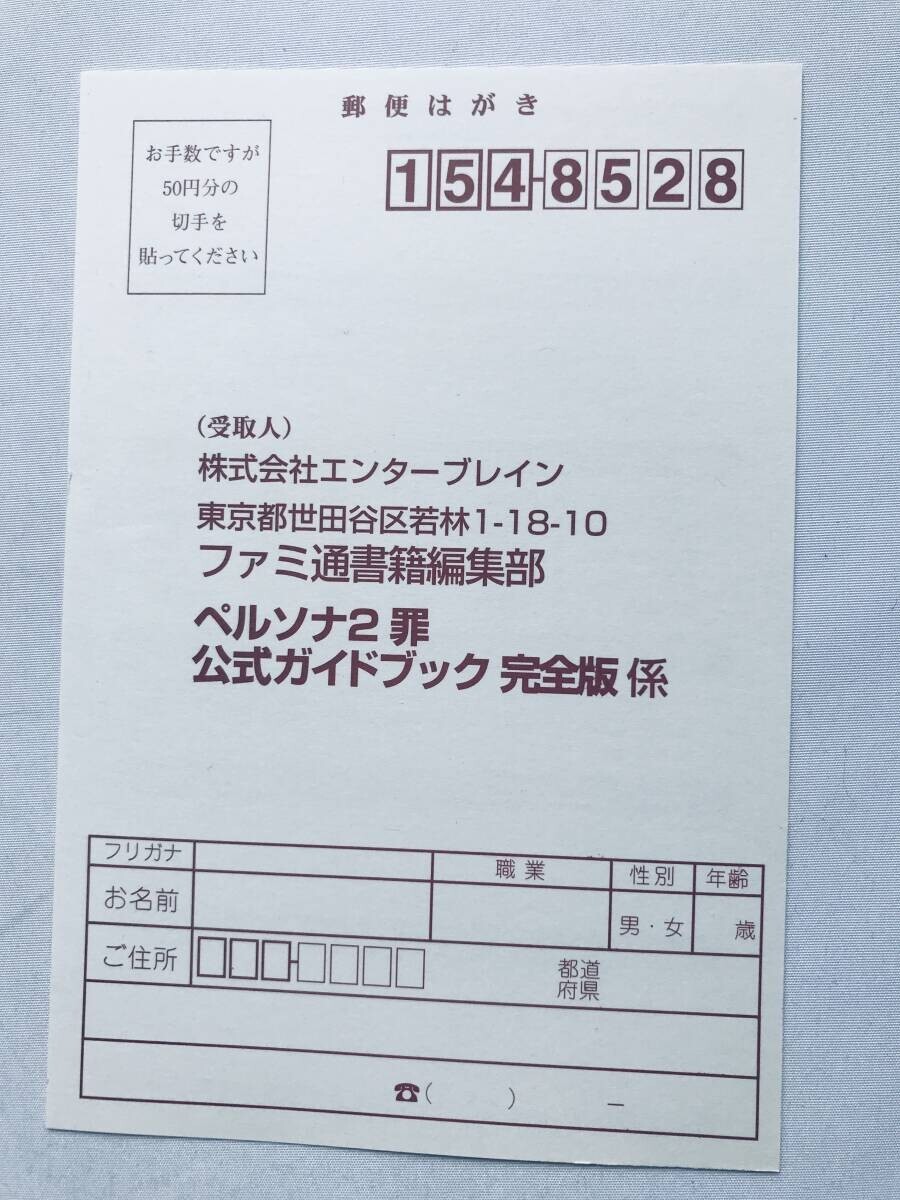 郵便はがき
お手数ですが
50円分の
切手を
貼ってください
154-8528
(受取人)
株式会社エンターブレイン
東京都世田谷区若林1-18-10
ファミ通書籍編集部
ペルソナ2 罪
公式ガイドブック 完全版 係
フリガナ
職業
性別
年齢
お名前
男・女
歳
ご住所
都道
府県
☎( ) －